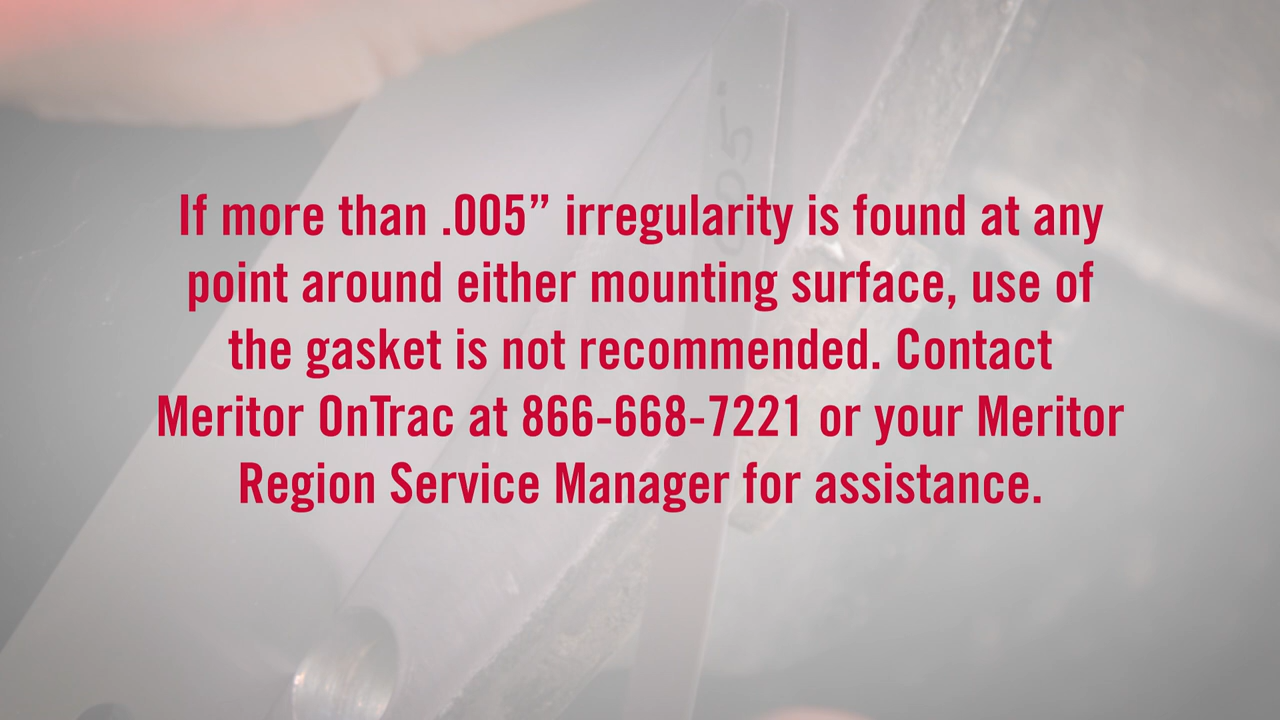 If more than .005” irregularity is found at any
point around either mounting surface, use of
the gasket is not recommended. Contact
Meritor OnTrac at 866-668-7221 or your Meritor
Region Service Manager for assistance.
.005"